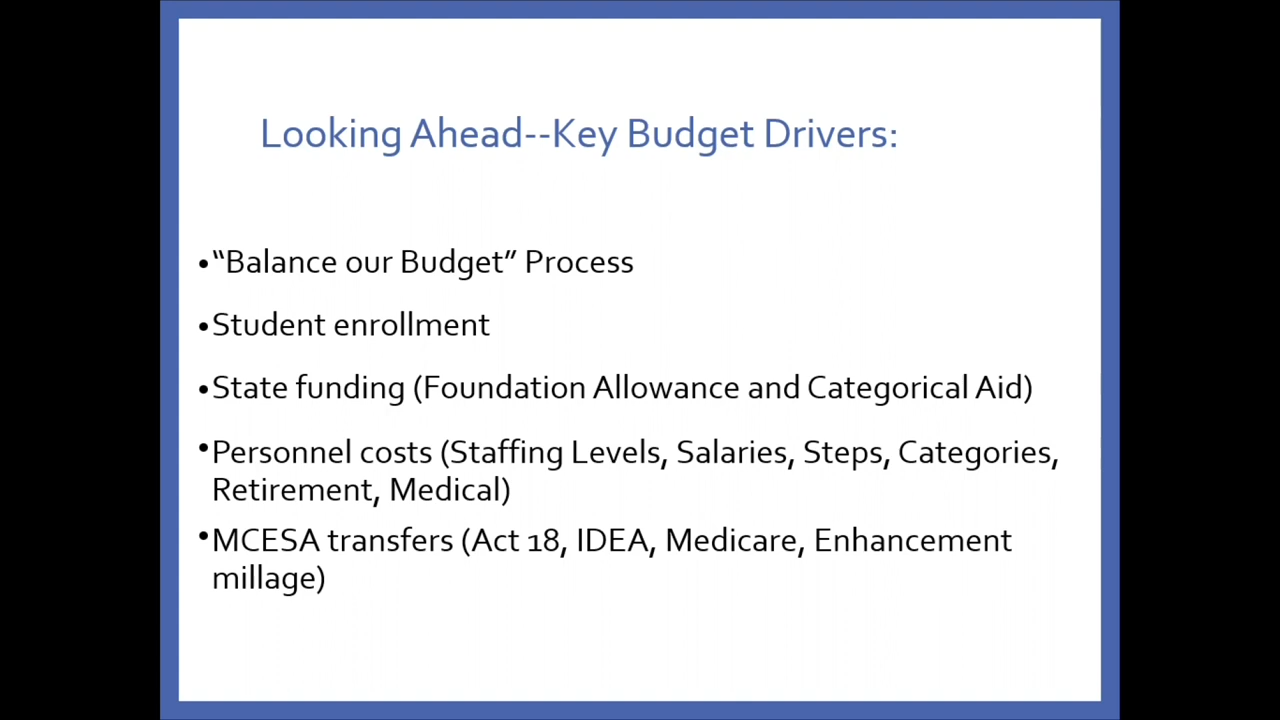 Looking Ahead--Key Budget Drivers:
•“Balance our Budget” Process
•Student enrollment
•State funding (Foundation Allowance and Categorical Aid)
•Personnel costs (Staffing Levels, Salaries, Steps, Categories,
Retirement, Medical)
•MCESA transfers (Act 18, IDEA, Medicare, Enhancement
millage)